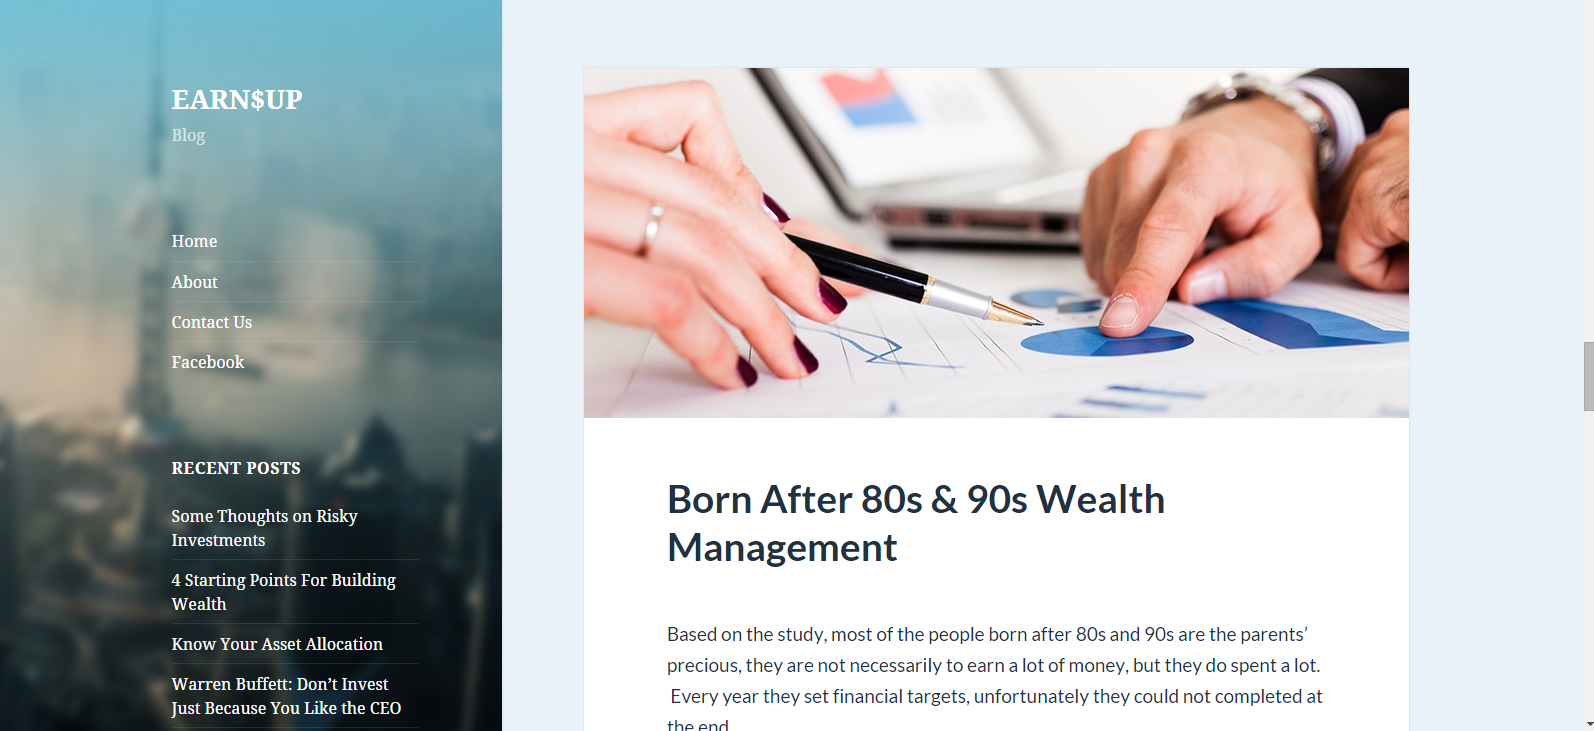 EARN$UP
Blog
Home
About
Contact Us
Facebook
RECENT POSTS
Some Thoughts on Risky
Investments
4 Starting Points For Building
Wealth
Know Your Asset Allocation
Warren Buffett: Don’t Invest
Just Because You Like the CEO
Born After 80s & 90s Wealth
Management
Based on the study, most of the people born after 80s and 90s are the parents’
precious, they are not necessarily to earn a lot of money, but they do spent a lot.
Every year they set financial targets, unfortunately they could not completed at
the end